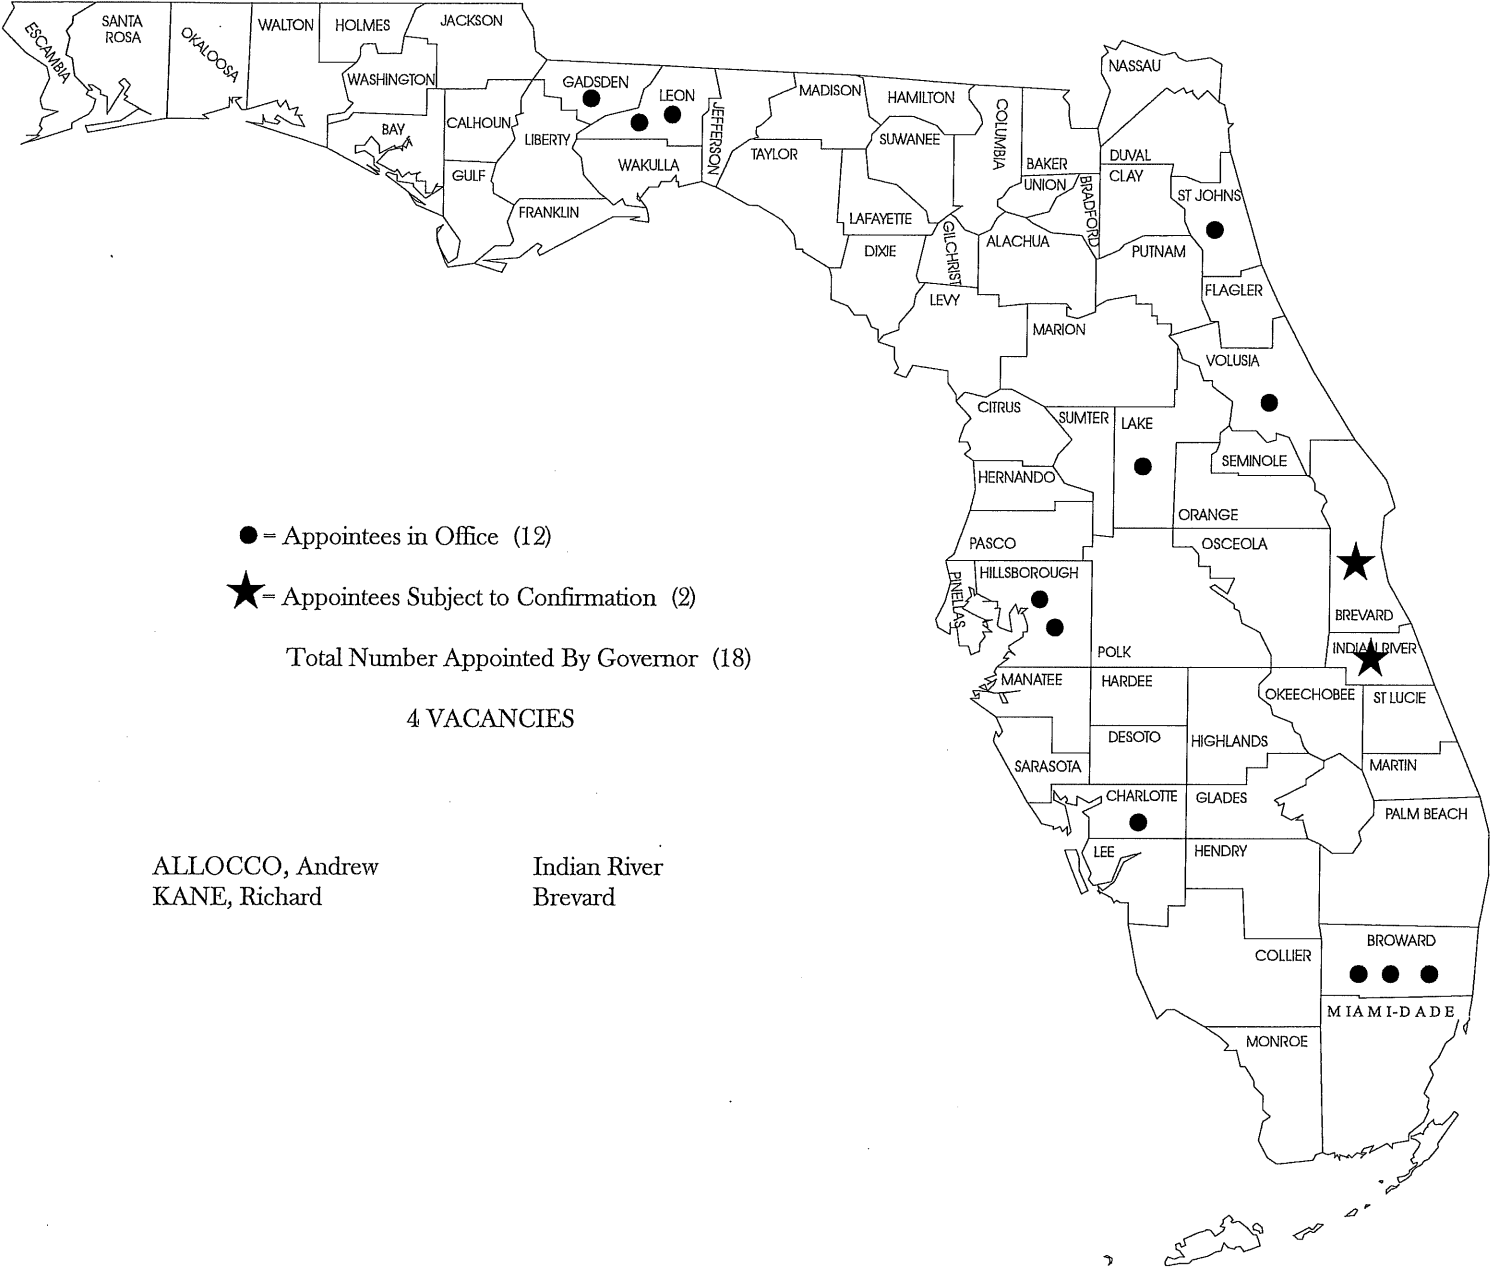 ESCAMBIA
SANTA
ROSA
OKALOOSA
WALTON
HOLMES
JACKSON
WASHINGTON
BAY
CALHOUN
GULF
GADSDEN
LIBERTY
FRANKLIN
LEON
WAKULLA
JEFFERSON
MADISON
TAYLOR
HAMILTON
SUWANEE
LAFAYETTE
DIXIE
COLUMBIA
GILCHRIST
LEVY
NASSAU
BAKER
DUVAL
UNION
BRADFORD
CLAY
ST JOHNS
ALACHUA
PUTNAM
FLAGLER
MARION
VOLUSIA
CITRUS
SUMTER
LAKE
SEMINOLE
HERNANDO
ORANGE
PASCO
OSCEOLA
PINELLAS
HILLSBOROUGH
POLK
BREVARD
INDIAN RIVER
MANATEE
HARDEE
OKEECHOBEE
ST LUCIE
DESOTO
HIGHLANDS
SARASOTA
MARTIN
CHARLOTTE
GLADES
PALM BEACH
LEE
HENDRY
COLLIER
BROWARD
MIAMI-DADE
MONROE
= Appointees in Office (12)
= Appointees Subject to Confirmation (2)
Total Number Appointed By Governor (18)
4 VACANCIES
ALLOCCO, Andrew Indian River
KANE, Richard Brevard